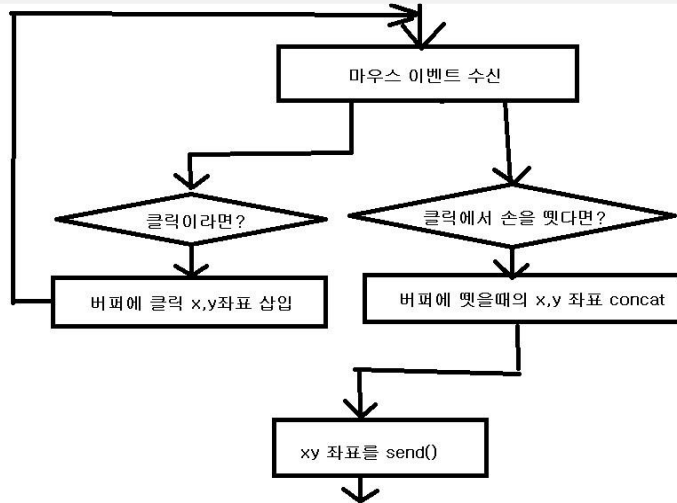 마우스 이벤트 수신
클릭이라면?
클릭에서 손을 뗏다면?
버퍼에 클릭 x,y좌표 삽입
버퍼에 뗏을때의 x,y 좌표 concat
xy 좌표를 send()